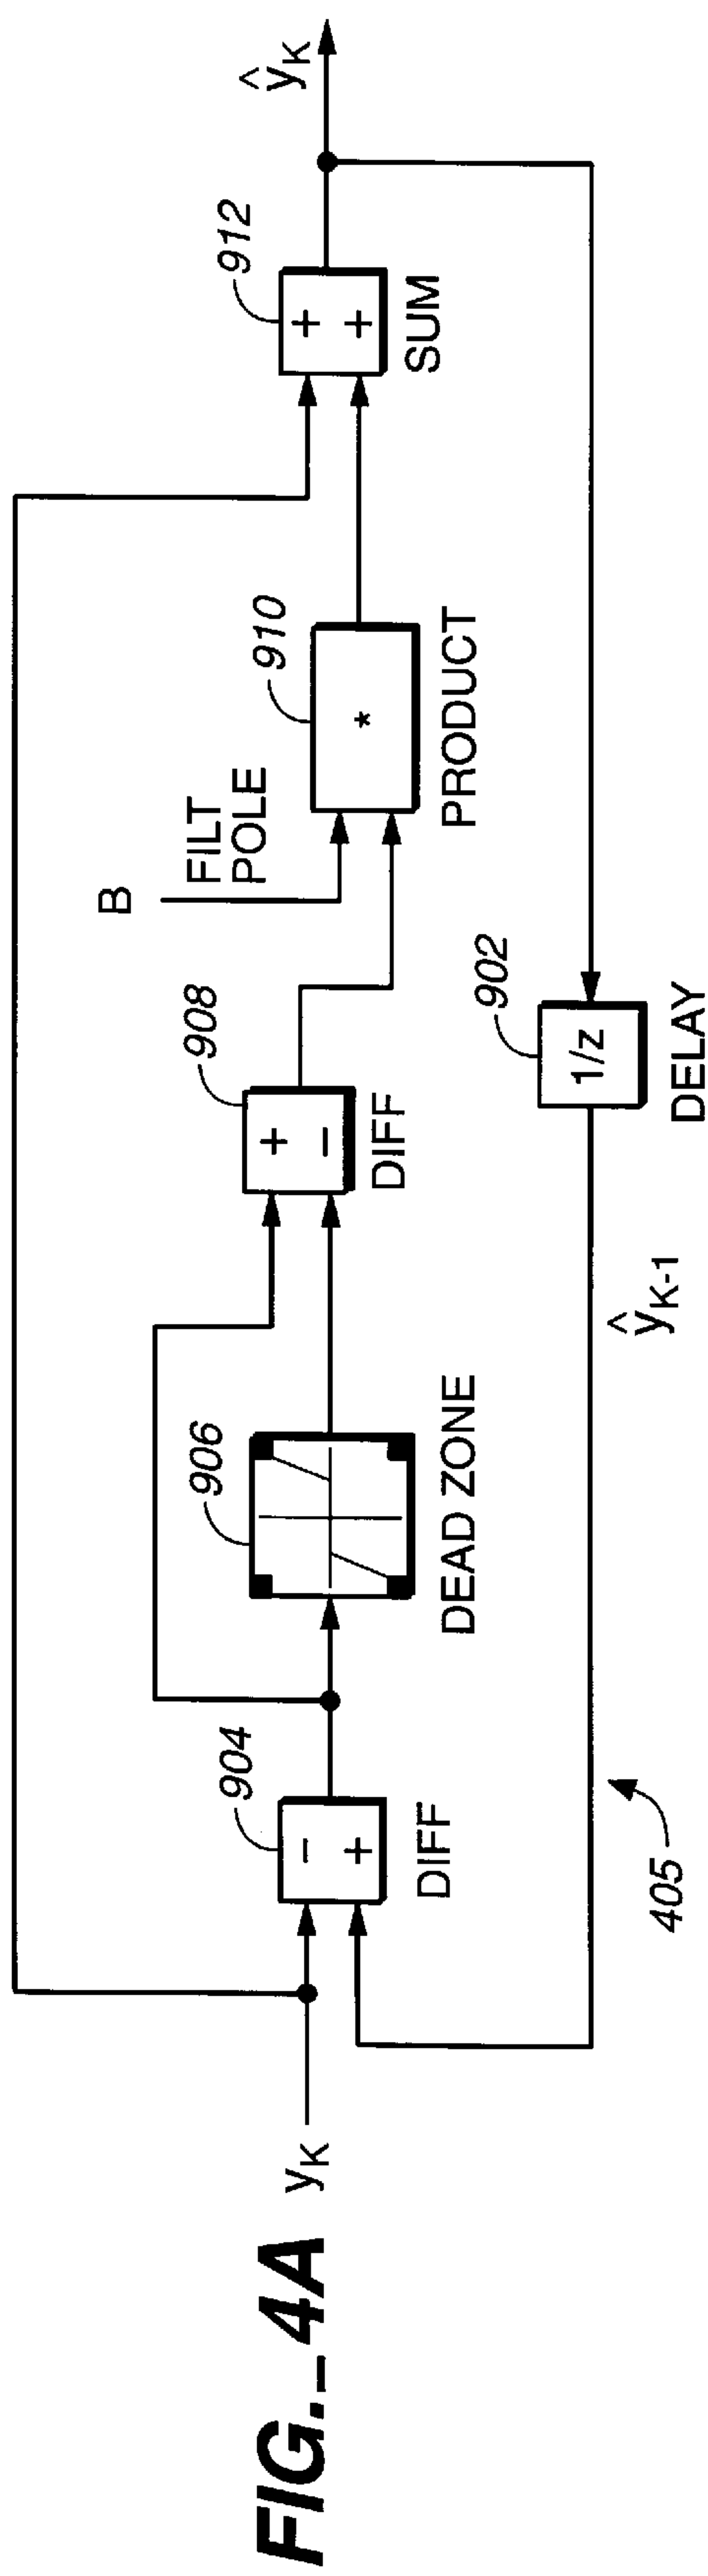 FIG._4A
y_K
904
-
+
DIFF
906
DEAD ZONE
908
+
-
DIFF
B
FILT
POLE
910
*
PRODUCT
912
+
+
SUM
ŷ_K
902
1/z
DELAY
ŷ_K-1
405